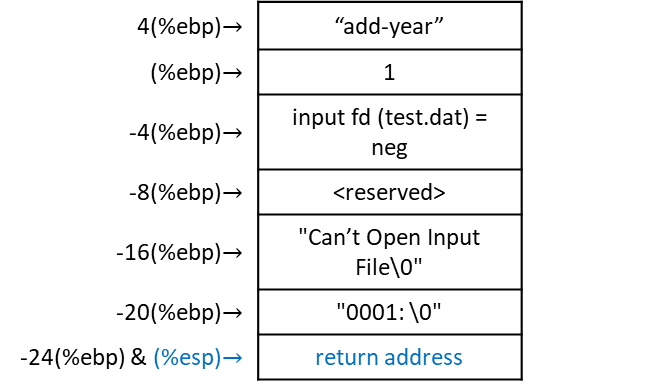 4(%ebp)→ “add-year”
(%ebp)→ 1
-4(%ebp)→ input fd (test.dat) =
neg
-8(%ebp)→ <reserved>
-16(%ebp)→ "Can’t Open Input
File\0"
-20(%ebp)→ "0001: \0"
-24(%ebp) & (%esp)→ return address